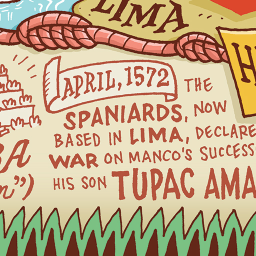 LIMA
APRIL, 1572 THE
SPANIARDS, NOW
BASED IN LIMA, DECLARE
WAR ON MANCO'S SUCCESS
HIS SON TUPAC AMA
m")